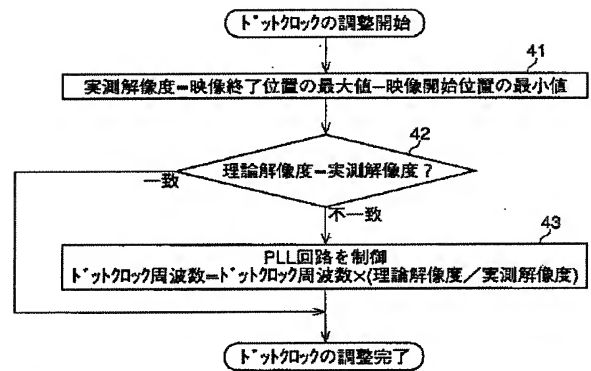 ﾄﾞｯﾄｸﾛｯｸの調整開始
41
実測解像度=映像終了位置の最大値−映像開始位置の最小値
42
理論解像度=実測解像度？
一致
不一致
43
PLL回路を制御
ﾄﾞｯﾄｸﾛｯｸ周波数=ﾄﾞｯﾄｸﾛｯｸ周波数×(理論解像度／実測解像度)
ﾄﾞｯﾄｸﾛｯｸの調整完了